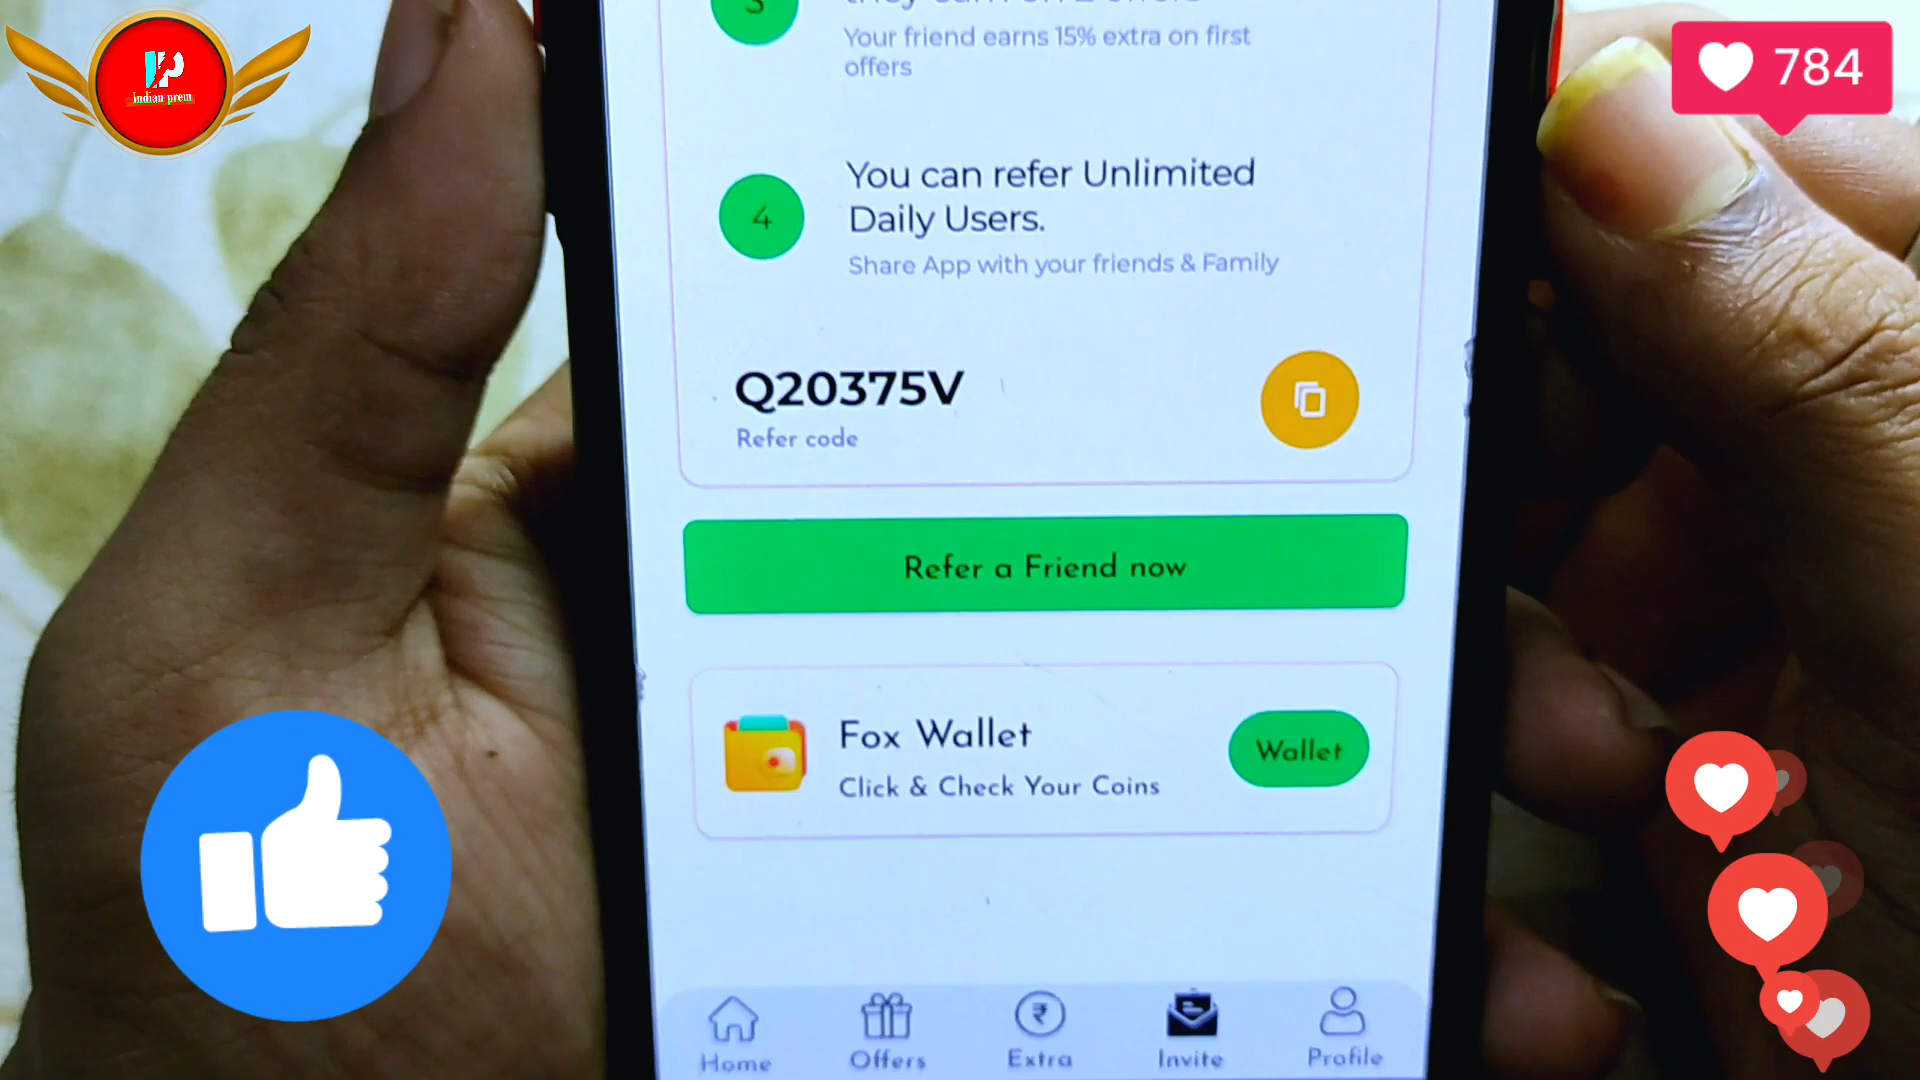 Indian prem
784
3
Your friend earns 15% extra on first
offers
4
You can refer Unlimited
Daily Users.
Share App with your friends & Family
Q20375V
Refer code
Refer a Friend now
Fox Wallet
Click & Check Your Coins
Wallet
Home
Offers
Extra
Invite
Profile